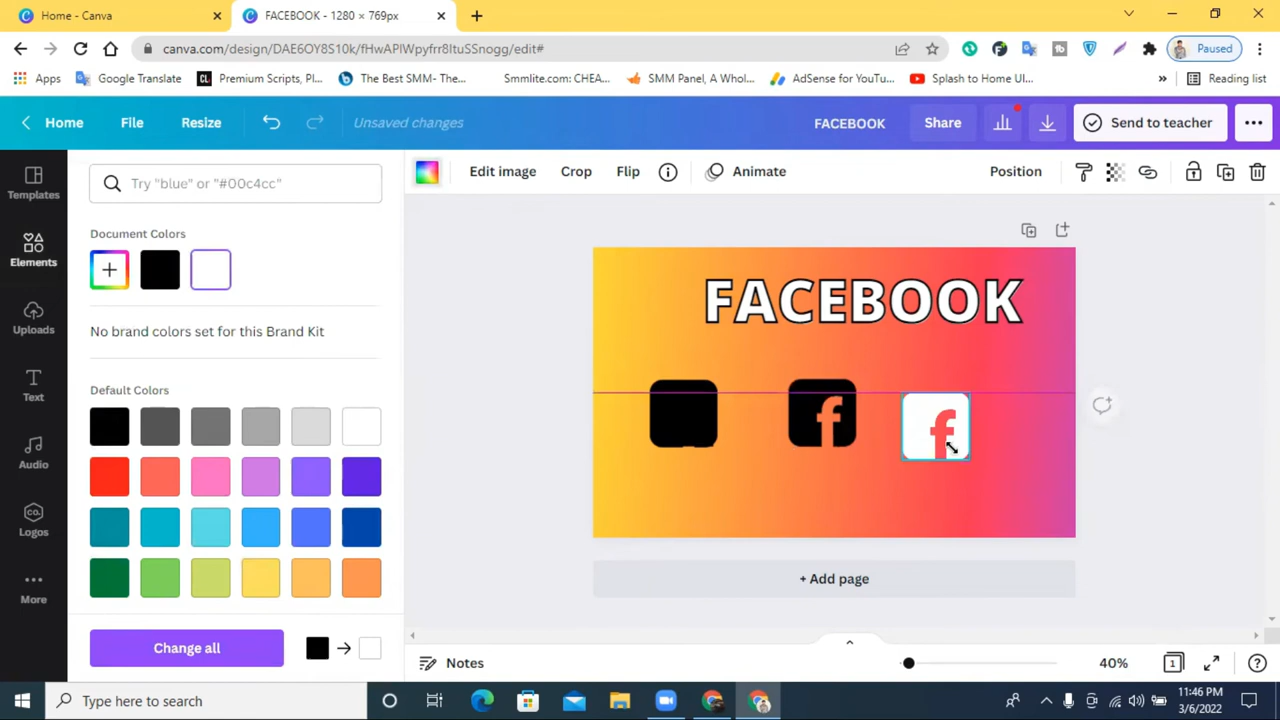 Home - Canva
FACEBOOK - 1280 × 769px
canva.com/design/DAE6OY8S10k/fHwAPIWpyfrr8ItuSSnogg/edit#
Paused
Apps
Google Translate
Premium Scripts, Pl...
The Best SMM- The...
Smmlite.com: CHEA...
SMM Panel, A Whol...
AdSense for YouTu...
Splash to Home UI...
»
Reading list
Home
File
Resize
Unsaved changes
FACEBOOK
Share
Send to teacher
Templates
Elements
Uploads
Text
Audio
Logos
More
Try "blue" or "#00c4cc"
Document Colors
No brand colors set for this Brand Kit
Default Colors
Change all
Edit image
Crop
Flip
Animate
Position
FACEBOOK
f
f
+ Add page
Notes
40%
1
Type here to search
11:46 PM
3/6/2022